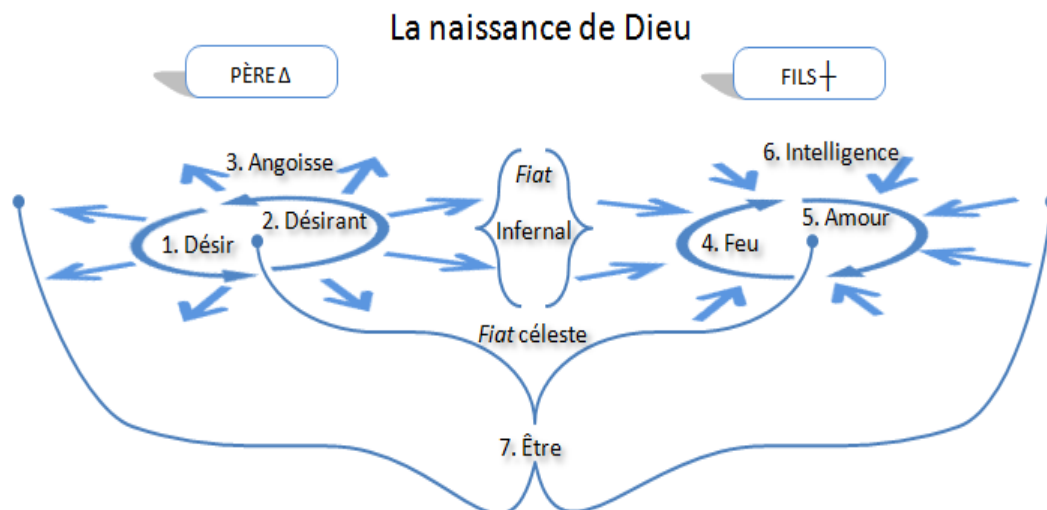 La naissance de Dieu
PÈRE Δ
FILS ┼
3. Angoisse
Fiat
6. Intelligence
2. Désirant
5. Amour
1. Désir
Infernal
4. Feu
Fiat céleste
7. Être